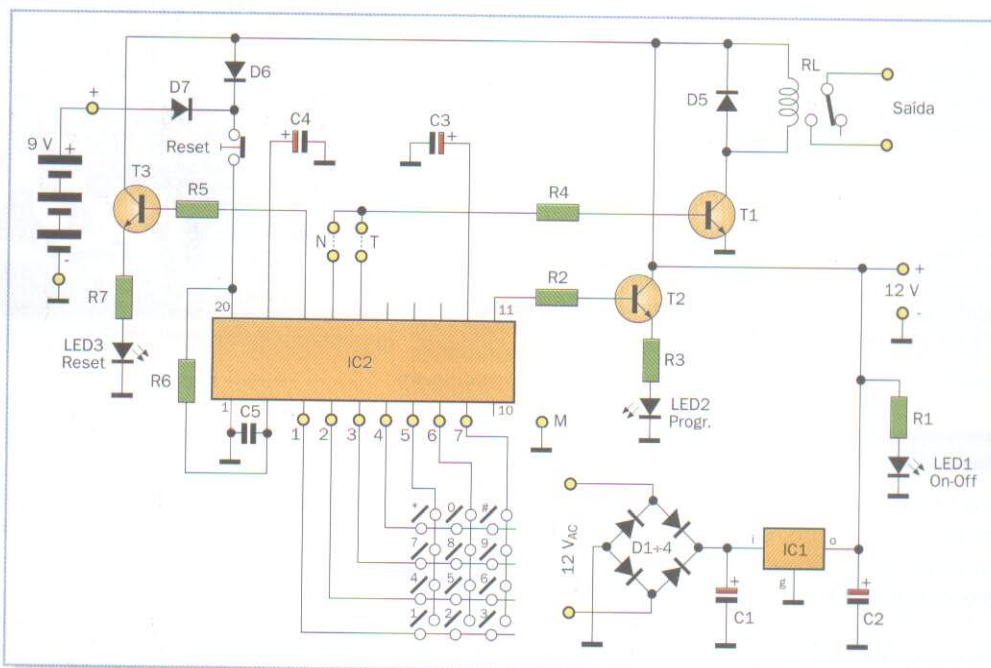 D6
RL
D7
D5
Saída
+
9 V
+
Reset
C4
+
C3
+
T3
R5
R4
T1
N
T
-
R7
20
11
R2
T2
+
12 V
-
LED3
Reset
IC2
R3
R6
R1
1
C5
10
LED2
Progr.
M
LED1
On-Off
1
2
3
4
5
6
7
* 0 #
7 8 9
4 5 6
1 2 3
12 VAC
D1÷4
i
IC1
o
g
+
C1
+
C2